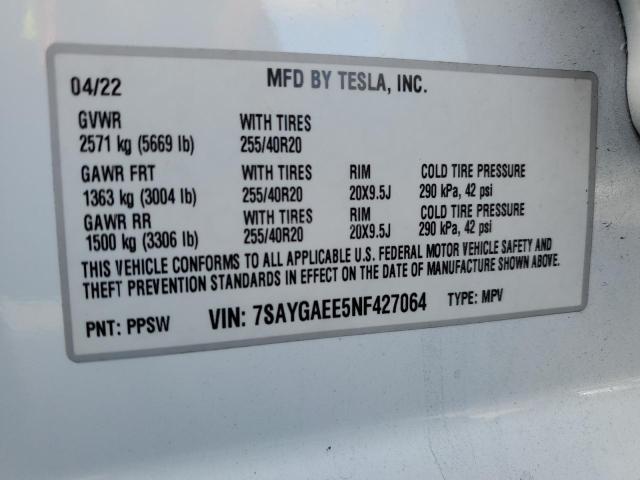 04/22 MFD BY TESLA, INC.
GVWR WITH TIRES
2571 kg (5669 lb) 255/40R20
GAWR FRT WITH TIRES RIM COLD TIRE PRESSURE
1363 kg (3004 lb) 255/40R20 20X9.5J 290 kPa, 42 psi
GAWR RR WITH TIRES RIM COLD TIRE PRESSURE
1500 kg (3306 lb) 255/40R20 20X9.5J 290 kPa, 42 psi
THIS VEHICLE CONFORMS TO ALL APPLICABLE U.S. FEDERAL MOTOR VEHICLE SAFETY AND
THEFT PREVENTION STANDARDS IN EFFECT ON THE DATE OF MANUFACTURE SHOWN ABOVE.
PNT: PPSW VIN: 7SAYGAEE5NF427064 TYPE: MPV